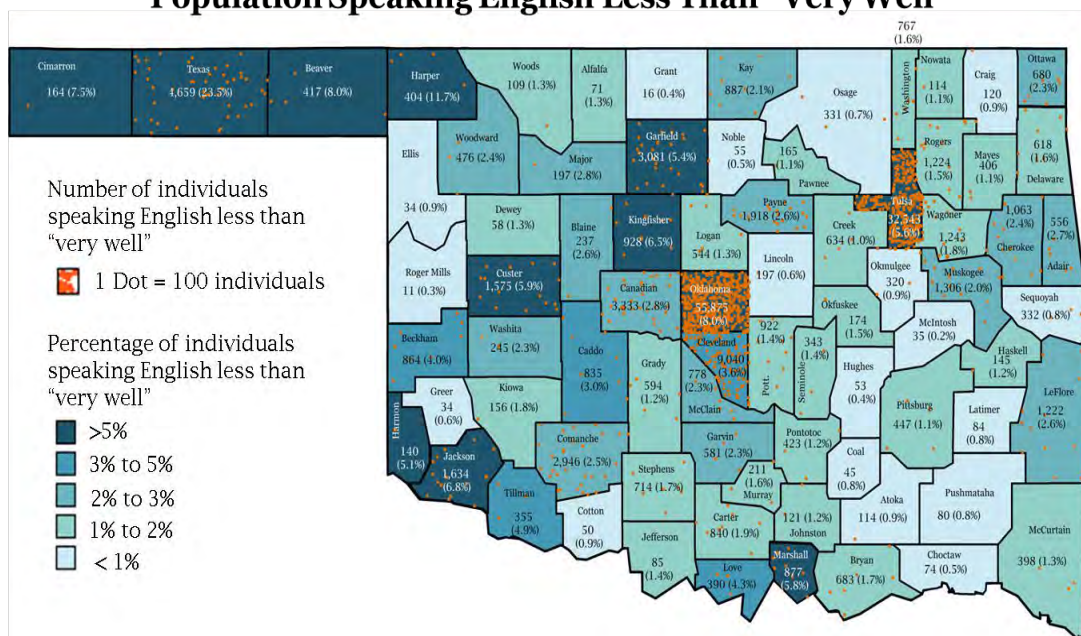 Population Speaking English Less Than "Very Well"
767
(1.6%)
Cimarron
164 (7.5%)
Texas
4,659 (23.5%)
Beaver
417 (8.0%)
Harper
404 (11.7%)
Woods
109 (1.3%)
Alfalfa
71
(1.3%)
Grant
16 (0.4%)
Kay
887 (2.1%)
Osage
331 (0.7%)
Washington
Nowata
114
(1.1%)
Craig
120
(0.9%)
Ottawa
680
(2.3%)
Ellis
34 (0.9%)
Woodward
476 (2.4%)
Major
197 (2.8%)
Garfield
3,081 (5.4%)
Noble
55
(0.5%)
165
(1.1%)
Pawnee
Rogers
1,224
(1.5%)
Mayes
406
(1.1%)
618
(1.6%)
Delaware
Number of individuals
speaking English less than
"very well"
1 Dot = 100 individuals
Dewey
58 (1.3%)
Blaine
237
(2.6%)
Kingfisher
928 (6.5%)
Logan
544 (1.3%)
Payne
1,918 (2.6%)
Creek
634 (1.0%)
Tulsa
32,543
(5.6%)
Wagoner
1,243
(1.8%)
1,063
(2.4%)
Cherokee
556
(2.7%)
Adair
Roger Mills
11 (0.3%)
Custer
1,575 (5.9%)
Canadian
3,333 (2.8%)
Oklahoma
55,875
(8.0%)
Lincoln
197 (0.6%)
Okmulgee
320
(0.9%)
Muskogee
1,306 (2.0%)
Sequoyah
332 (0.8%)
Percentage of individuals
speaking English less than
"very well"
>5%
3% to 5%
2% to 3%
1% to 2%
< 1%
Beckham
864 (4.0%)
Washita
245 (2.3%)
Caddo
835
(3.0%)
Grady
594
(1.2%)
Cleveland
9,040
(3.6%)
778
(2.3%)
McClain
922
(1.4%)
Pott.
343
(1.4%)
Seminole
Okfuskee
174
(1.5%)
McIntosh
35 (0.2%)
Haskell
145
(1.2%)
Hughes
53
(0.4%)
Greer
34
(0.6%)
Kiowa
156 (1.8%)
Harmon
140
(5.1%)
Jackson
1,634
(6.8%)
Tillman
355
(4.9%)
Comanche
2,946 (2.5%)
Cotton
50
(0.9%)
Stephens
714 (1.7%)
Jefferson
85
(1.4%)
Garvin
581 (2.3%)
211
(1.6%)
Murray
Pontotoc
423 (1.2%)
Pittsburg
447 (1.1%)
Latimer
84
(0.8%)
LeFlore
1,222
(2.6%)
Coal
45
(0.8%)
Carter
840 (1.9%)
121 (1.2%)
Johnston
Atoka
114 (0.9%)
Pushmataha
80 (0.8%)
McCurtain
398 (1.3%)
Love
390 (4.3%)
Marshall
877
(5.8%)
Bryan
683 (1.7%)
Choctaw
74 (0.5%)